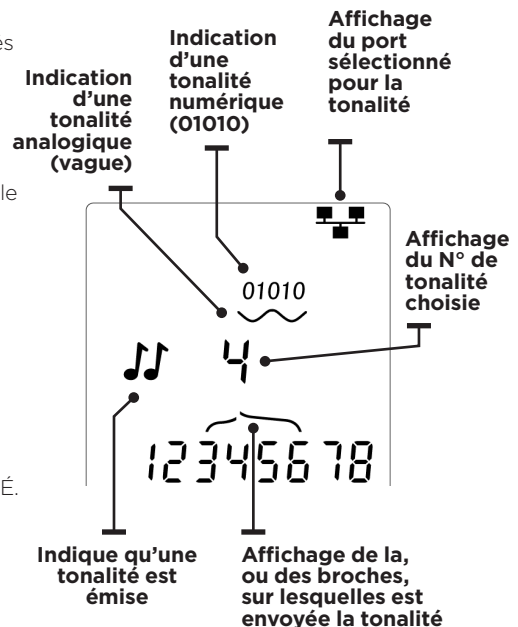 es
Indication
d'une
tonalité
analogique
(vague)
Indication
d'une
tonalité
numérique
(01010)
Affichage
du port
sélectionné
pour la
tonalité
le
Affichage
du N° de
tonalité
choisie
01010
4
12345678
É.
Indique qu'une
tonalité est
émise
Affichage de la,
ou des broches,
sur lesquelles est
envoyée la tonalité